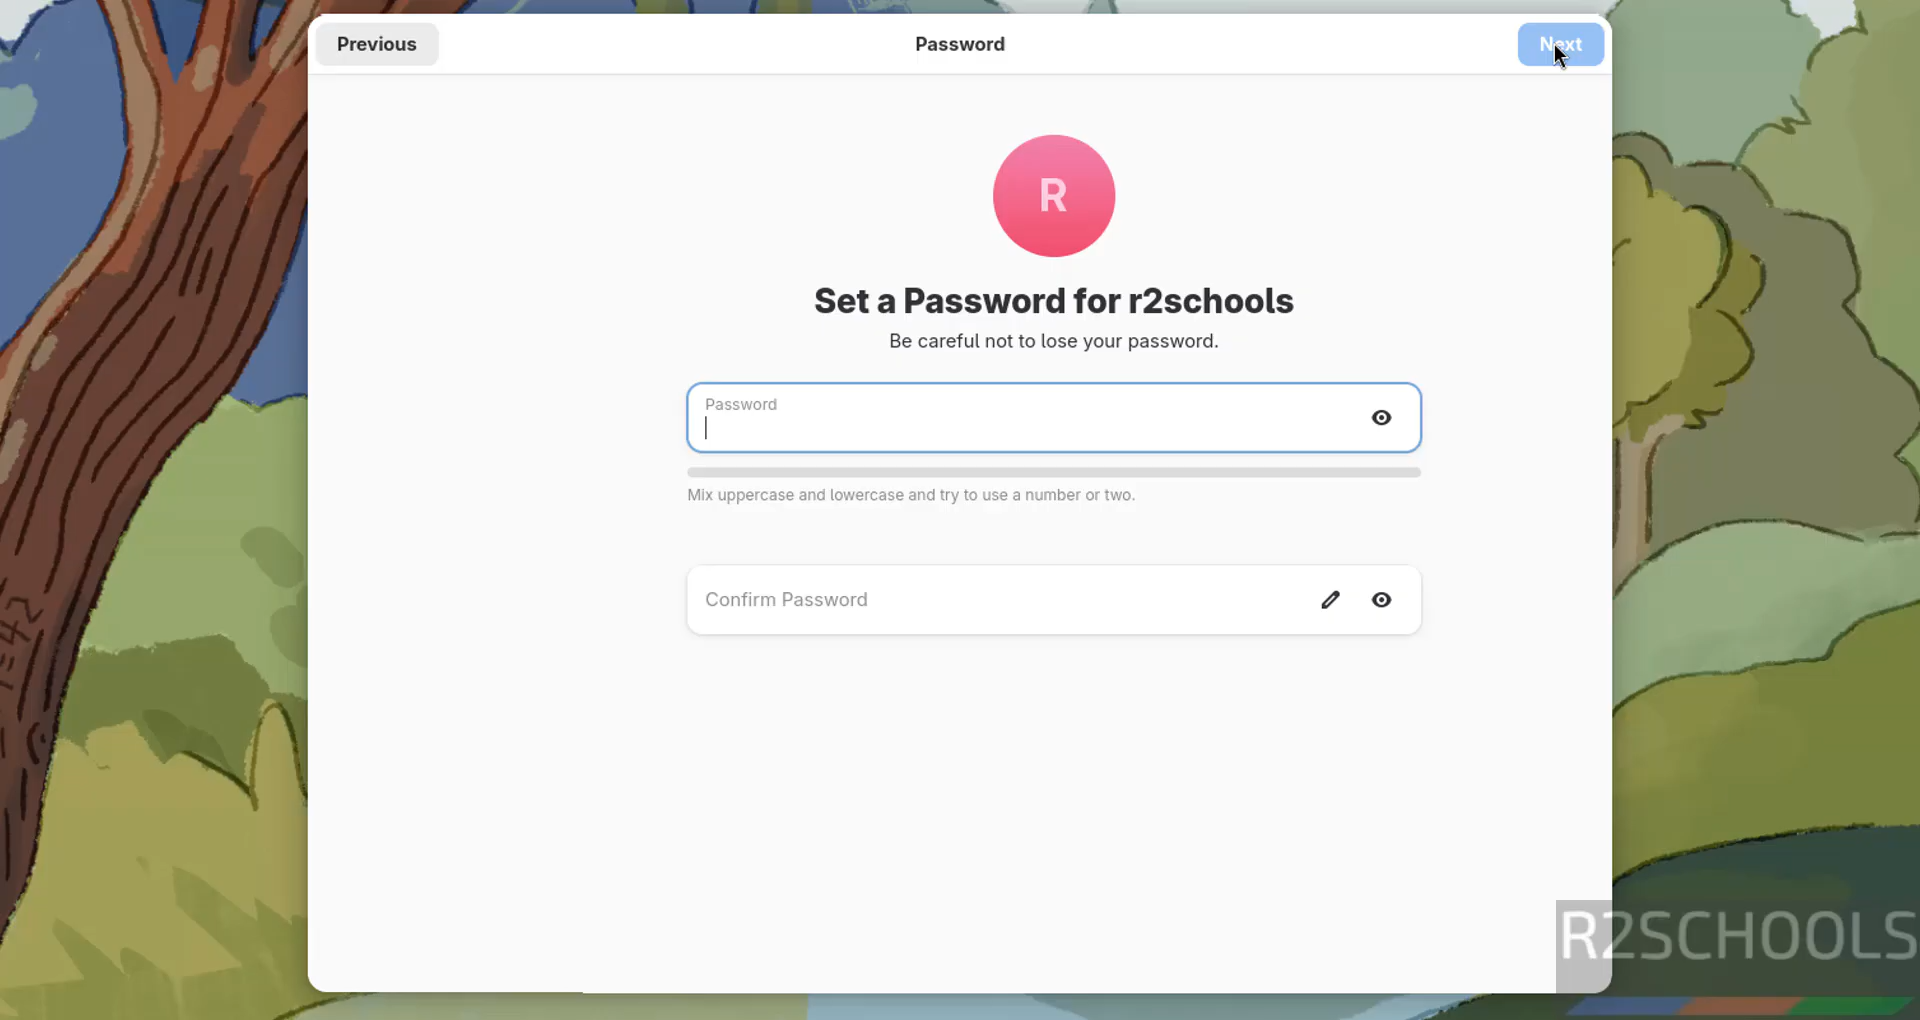 Previous
Password
Next
R
Set a Password for r2schools
Be careful not to lose your password.
Password
Mix uppercase and lowercase and try to use a number or two.
Confirm Password
R2SCHOOLS